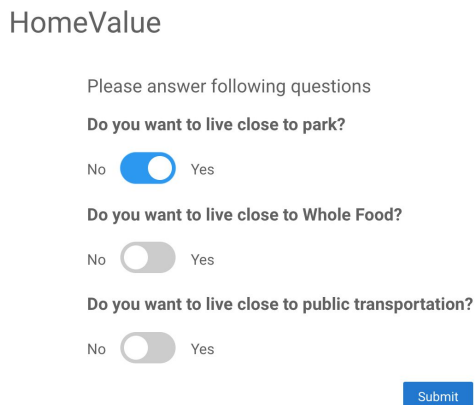 HomeValue
Please answer following questions
Do you want to live close to park?
No Yes
Do you want to live close to Whole Food?
No Yes
Do you want to live close to public transportation?
No Yes
Submit